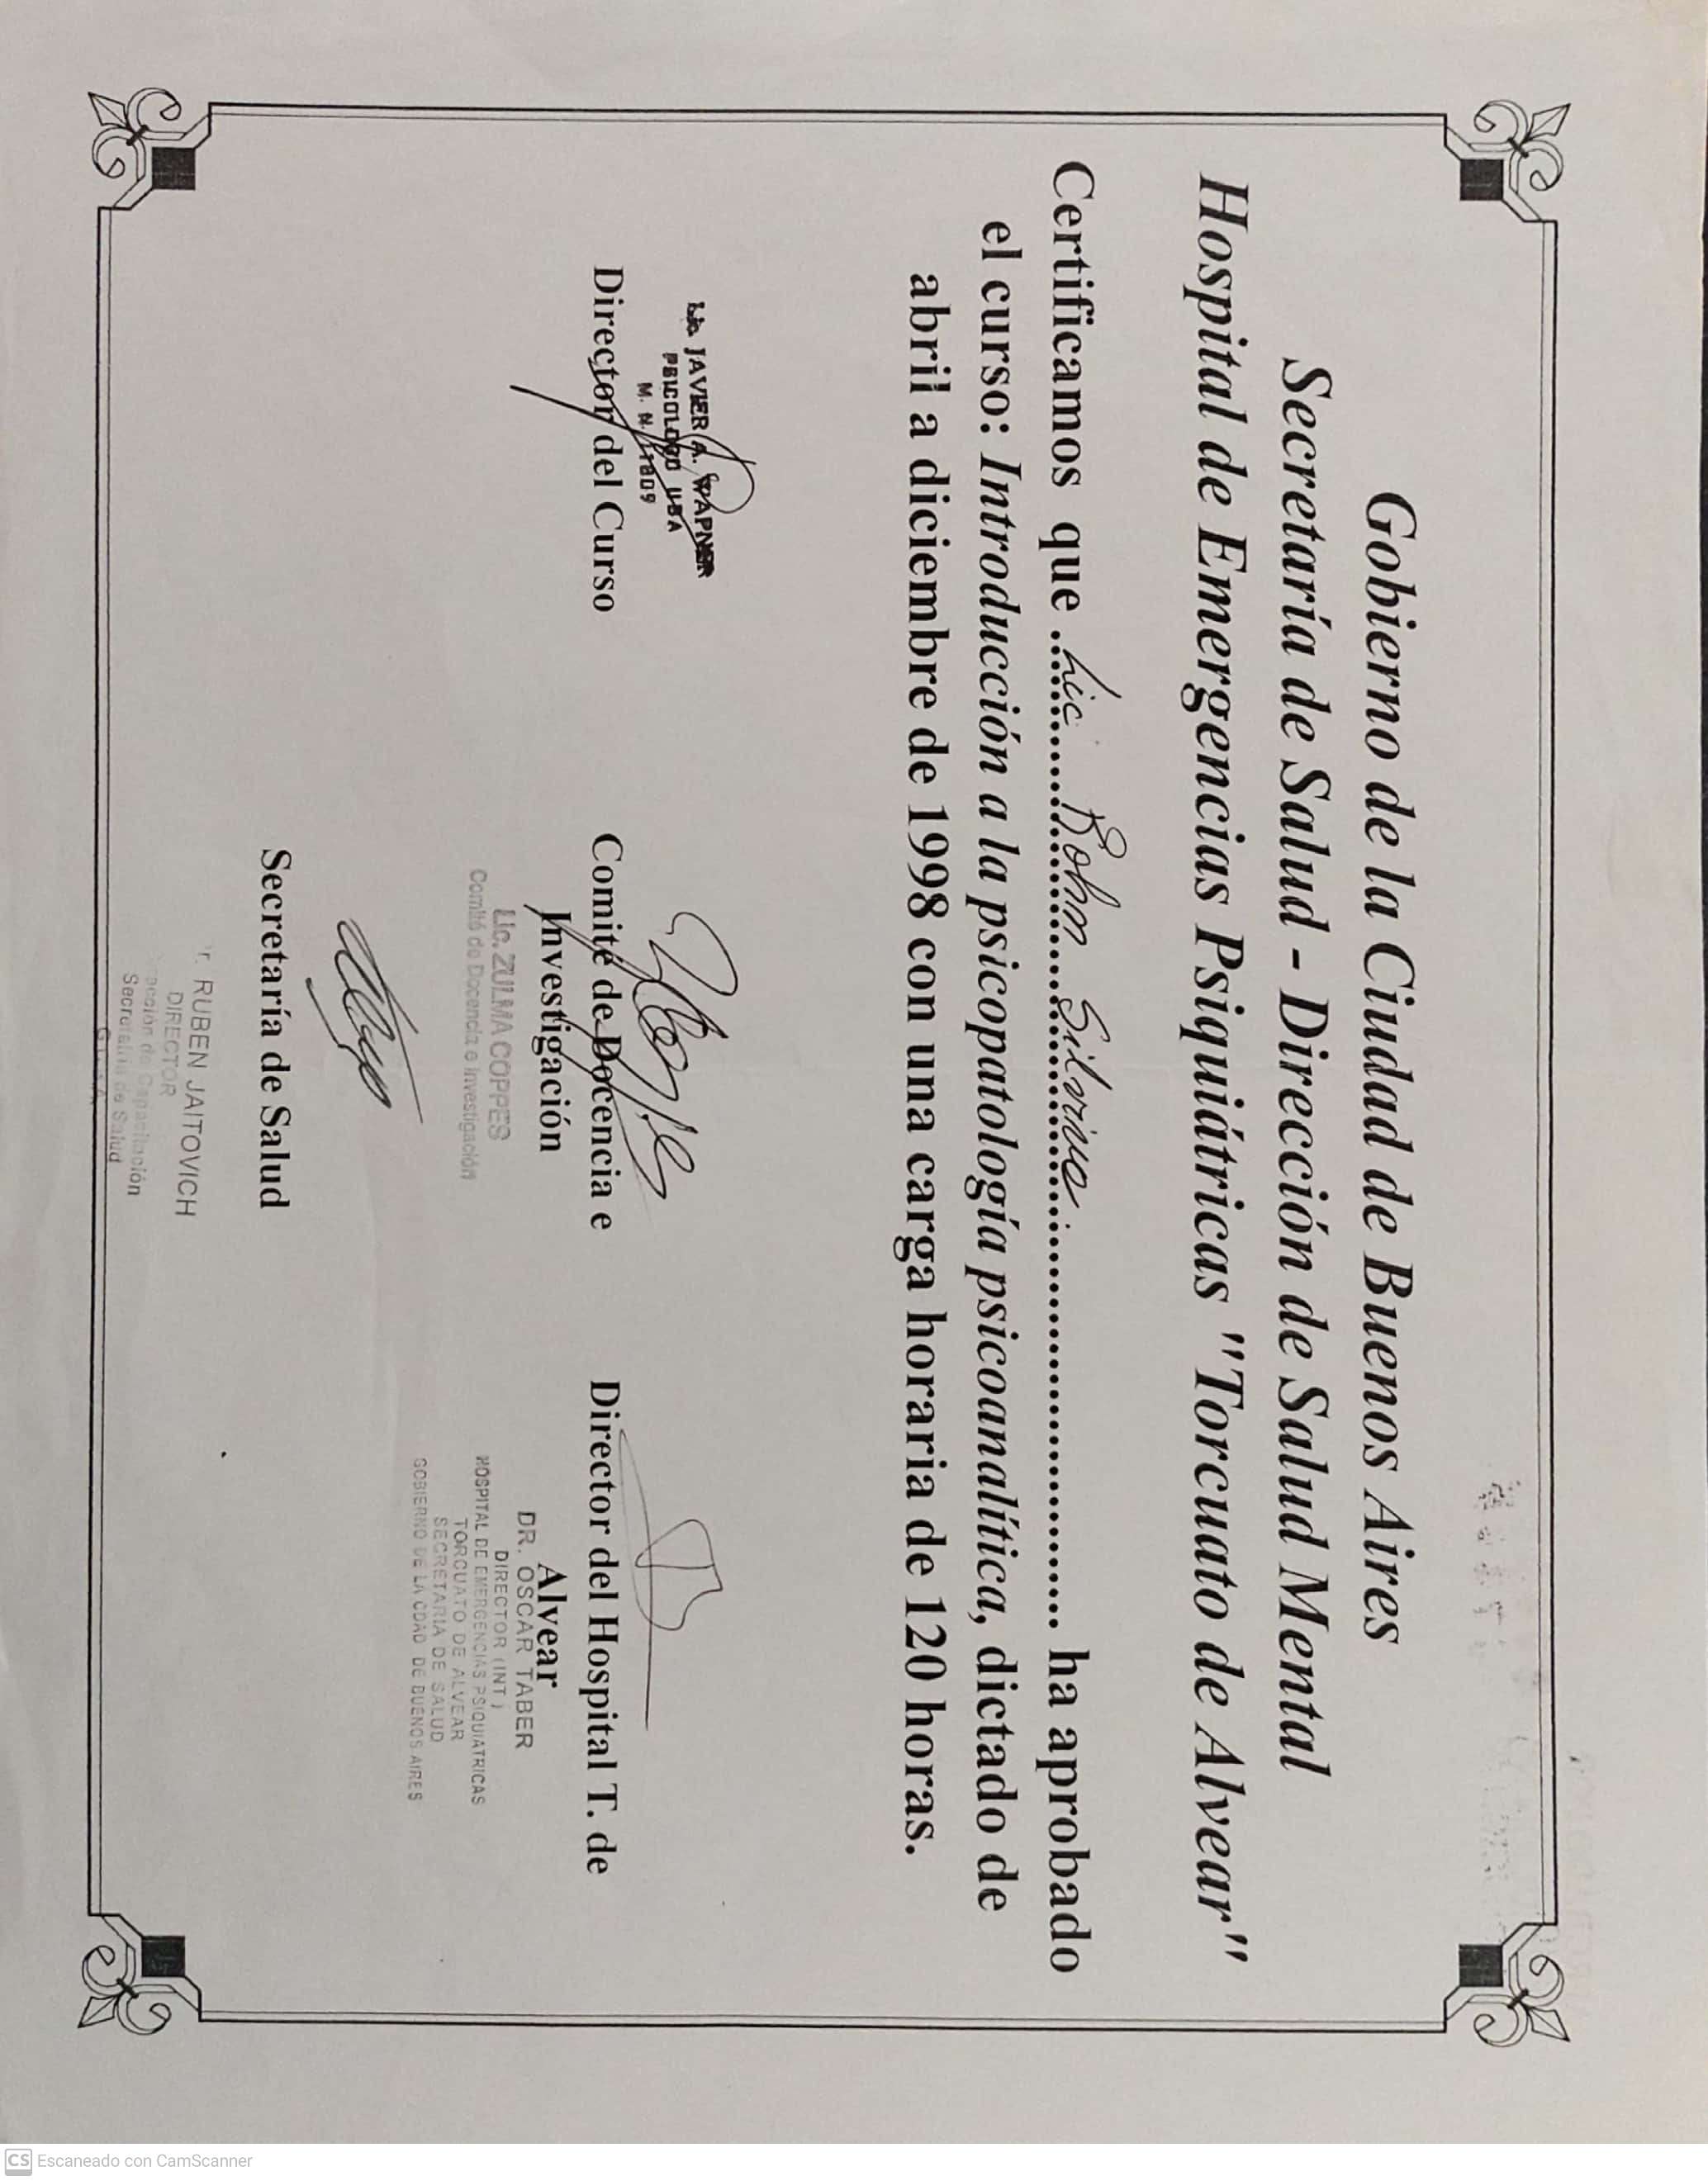 Gobierno de la Ciudad de Buenos Aires
Secretaría de Salud - Dirección de Salud Mental
Hospital de Emergencias Psiquiátricas "Torcuato de Alvear"
Certificamos que Lic Rohn Silvina ha aprobado
el curso: Introducción a la psicopatología psicoanalítica, dictado de
abril a diciembre de 1998 con una carga horaria de 120 horas.
Lic. JAVIER A. WAPNER
PSICOLOGO UBA
M. N. 11809
Director del Curso
Comité de Docencia e
Investigación
Lic. ZULMA COPPES
Comité de Docencia e Investigación
Director del Hospital T. de
Alvear
DR. OSCAR TABER
DIRECTOR (INT)
HOSPITAL DE EMERGENCIAS PSIQUIATRICAS
TORCUATO DE ALVEAR
SECRETARIA DE SALUD
GOBIERNO DE LA CDAD DE BUENOS AIRES
Secretaría de Salud
r. RUBEN JAITOVICH
DIRECTOR
de Capacitación
Secretaría de Salud
CS Escaneado con CamScanner